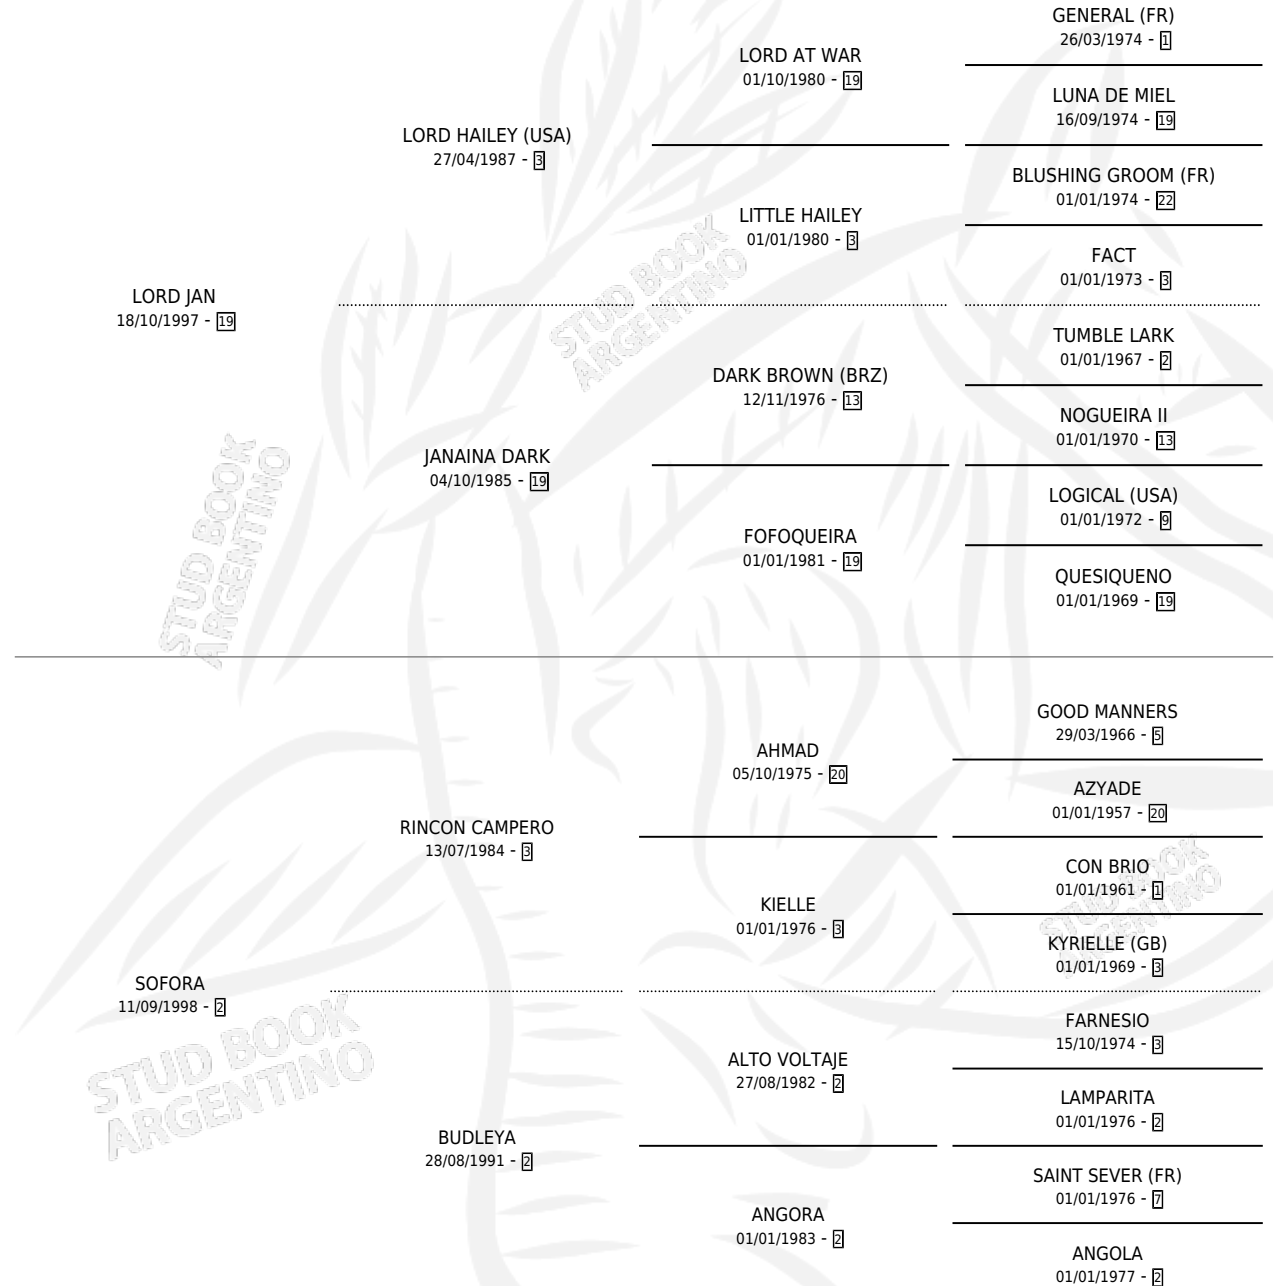 GENERAL (FR)
26/03/1974 - 1
LORD AT WAR
01/10/1980 - 19
LUNA DE MIEL
16/09/1974 - 19
LORD HAILEY (USA)
27/04/1987 - 3
BLUSHING GROOM (FR)
01/01/1974 - 22
LITTLE HAILEY
01/01/1980 - 3
FACT
01/01/1973 - 3
LORD JAN
18/10/1997 - 19
STUD BOOK
ARGENTINO
TUMBLE LARK
01/01/1967 - 2
DARK BROWN (BRZ)
12/11/1976 - 13
NOGUEIRA II
01/01/1970 - 13
JANAINA DARK
04/10/1985 - 19
LOGICAL (USA)
01/01/1972 - 9
FOFOQUEIRA
01/01/1981 - 19
QUESIQUENO
01/01/1969 - 19
STUD BOOK
ARGENTINO
GOOD MANNERS
29/03/1966 - 5
AHMAD
05/10/1975 - 20
AZYADE
01/01/1957 - 20
RINCON CAMPERO
13/07/1984 - 3
CON BRIO
01/01/1961 - 1
KIELLE
01/01/1976 - 3
STUD BOOK
ARGENTINO
KYRIELLE (GB)
01/01/1969 - 3
SOFORA
11/09/1998 - 2
FARNESIO
15/10/1974 - 3
ALTO VOLTAJE
27/08/1982 - 2
STUD BOOK
ARGENTINO
LAMPARITA
01/01/1976 - 2
BUDLEYA
28/08/1991 - 2
SAINT SEVER (FR)
01/01/1976 - 7
ANGORA
01/01/1983 - 2
ANGOLA
01/01/1977 - 2